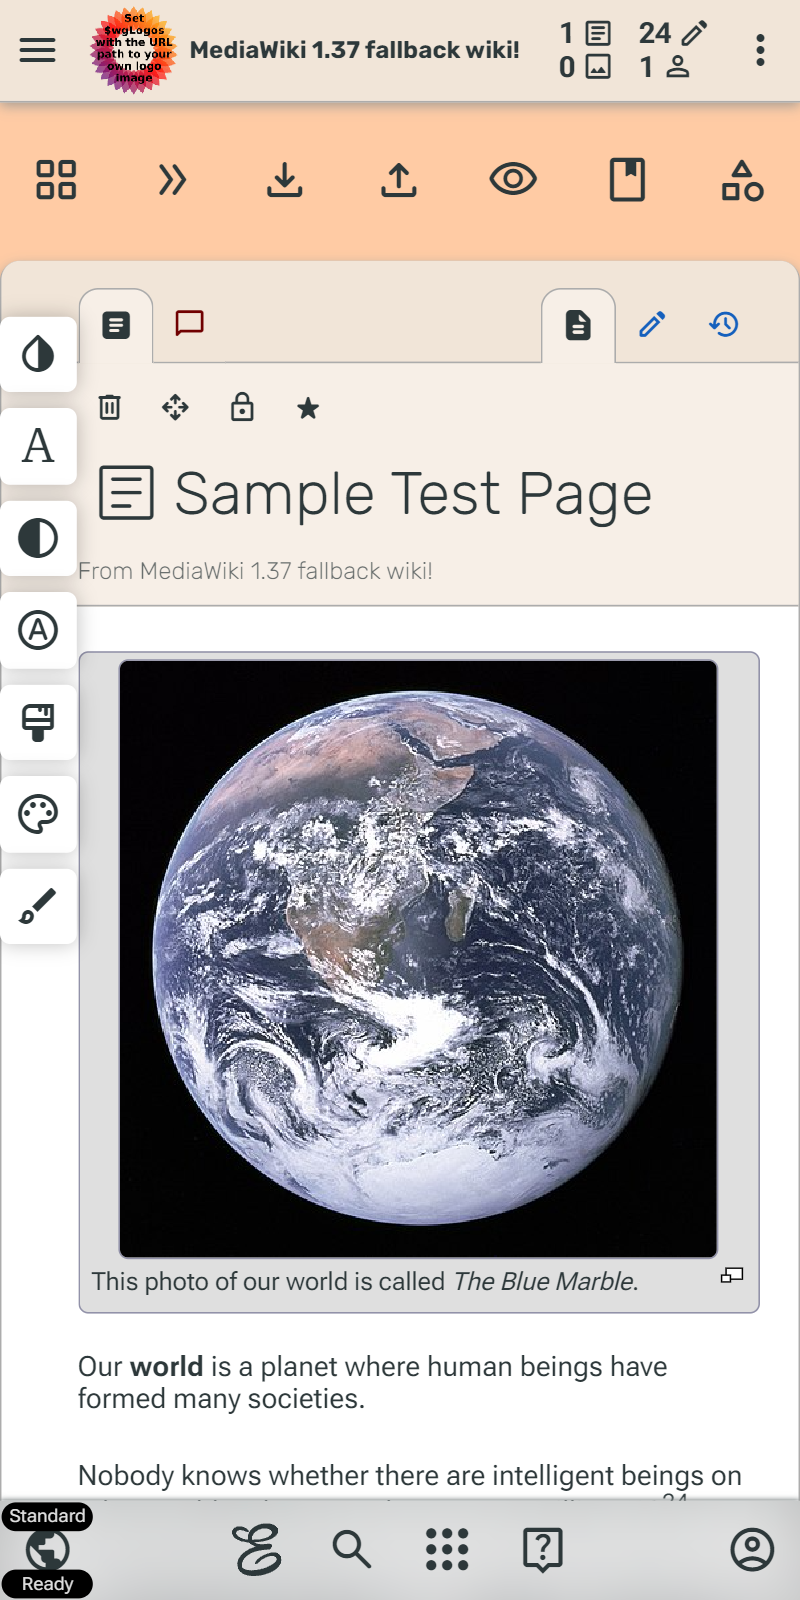 Set
$wgLogos
with the URL
path to your
own logo
image
MediaWiki 1.37 fallback wiki!
1
24
0
1
A
A
Sample Test Page
From MediaWiki 1.37 fallback wiki!
This photo of our world is called The Blue Marble.
Our world is a planet where human beings have
formed many societies.
Nobody knows whether there are intelligent beings on
24
Standard
Ready